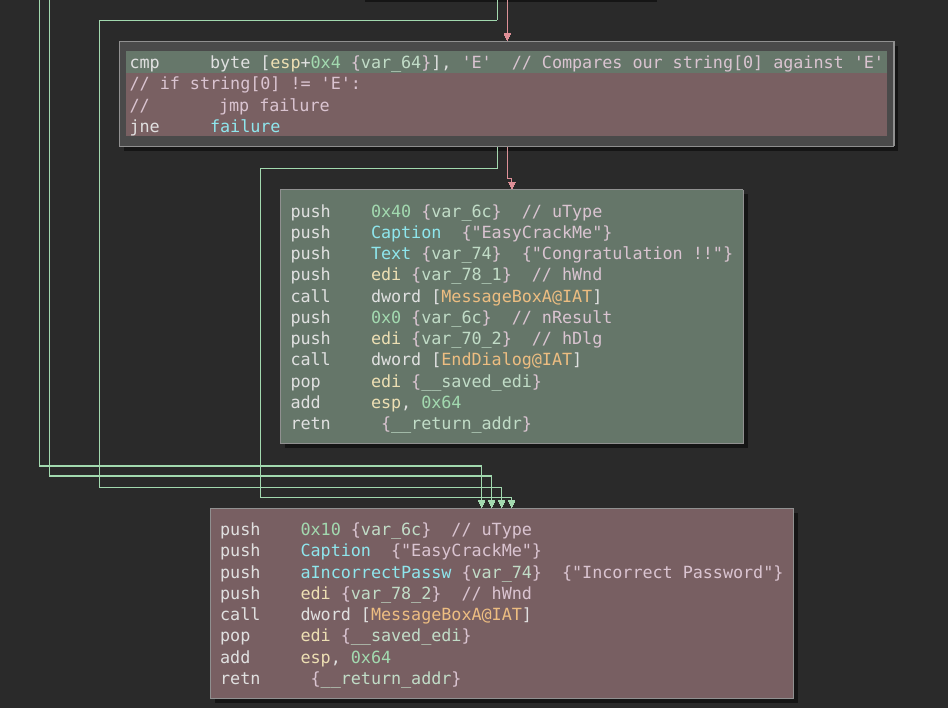 cmp byte [esp+0x4 {var_64}], 'E' // Compares our string[0] against 'E'
// if string[0] != 'E':
// jmp failure
jne failure
push 0x40 {var_6c} // uType
push Caption {"EasyCrackMe"}
push Text {var_74} {"Congratulation !!"}
push edi {var_78_1} // hWnd
call dword [MessageBoxA@IAT]
push 0x0 {var_6c} // nResult
push edi {var_70_2} // hDlg
call dword [EndDialog@IAT]
pop edi {__saved_edi}
add esp, 0x64
retn {__return_addr}
push 0x10 {var_6c} // uType
push Caption {"EasyCrackMe"}
push aIncorrectPassw {var_74} {"Incorrect Password"}
push edi {var_78_2} // hWnd
call dword [MessageBoxA@IAT]
pop edi {__saved_edi}
add esp, 0x64
retn {__return_addr}